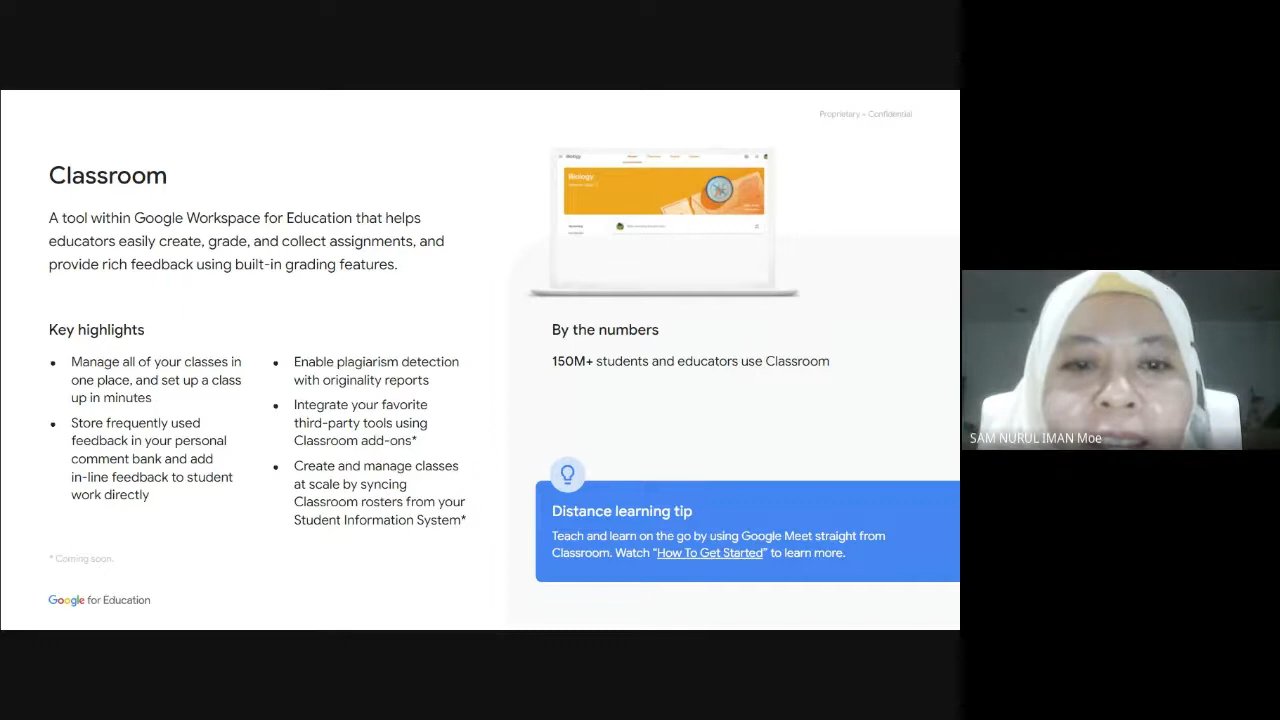 Proprietary + Confidential
Classroom
A tool within Google Workspace for Education that helps
educators easily create, grade, and collect assignments, and
provide rich feedback using built-in grading features.
Key highlights
Manage all of your classes in
one place, and set up a class
up in minutes
Store frequently used
feedback in your personal
comment bank and add
in-line feedback to student
work directly
Enable plagiarism detection
with originality reports
Integrate your favorite
third-party tools using
Classroom add-ons*
Create and manage classes
at scale by syncing
Classroom rosters from your
Student Information System*
* Coming soon.
Google for Education
Biology
Biology
By the numbers
150M+ students and educators use Classroom
Distance learning tip
Teach and learn on the go by using Google Meet straight from
Classroom. Watch “How To Get Started” to learn more.
SAM NURUL IMAN Moe